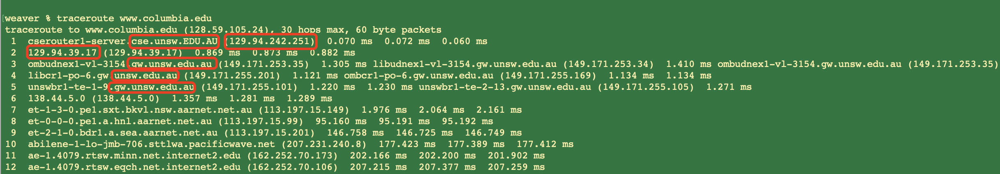 weaver % traceroute www.columbia.edu
traceroute to www.columbia.edu (128.59.105.24), 30 hops max, 60 byte packets
1 cserouter1-server.cse.unsw.EDU.AU (129.94.242.251) 0.070 ms 0.072 ms 0.060 ms
2 129.94.39.17 (129.94.39.17) 0.869 ms 0.873 ms 0.882 ms
3 ombudnex1-vl-3154.gw.unsw.edu.au (149.171.253.35) 1.305 ms libudnex1-vl-3154.gw.unsw.edu.au (149.171.253.34) 1.410 ms ombudnex1-vl-3154.gw.unsw.edu.au (149.171.253.35)
4 libcr1-po-6.gw.unsw.edu.au (149.171.255.201) 1.121 ms ombcr1-po-6.gw.unsw.edu.au (149.171.255.169) 1.134 ms 1.134 ms
5 unswbr1-te-1-9.gw.unsw.edu.au (149.171.255.101) 1.220 ms 1.230 ms unswbr1-te-2-13.gw.unsw.edu.au (149.171.255.105) 1.271 ms
6 138.44.5.0 (138.44.5.0) 1.357 ms 1.281 ms 1.289 ms
7 et-1-3-0.pe1.sxt.bkvl.nsw.aarnet.net.au (113.197.15.149) 1.976 ms 2.064 ms 2.161 ms
8 et-0-0-0.pe1.a.hnl.aarnet.net.au (113.197.15.99) 95.160 ms 95.191 ms 95.192 ms
9 et-2-1-0.bdr1.a.sea.aarnet.net.au (113.197.15.201) 146.758 ms 146.725 ms 146.749 ms
10 abilene-1-lo-jmb-706.sttlwa.pacificwave.net (207.231.240.8) 177.423 ms 177.389 ms 177.412 ms
11 ae-1.4079.rtsw.minn.net.internet2.edu (162.252.70.173) 202.166 ms 202.200 ms 201.902 ms
12 ae-1.4079.rtsw.eqch.net.internet2.edu (162.252.70.106) 207.215 ms 207.377 ms 207.259 ms